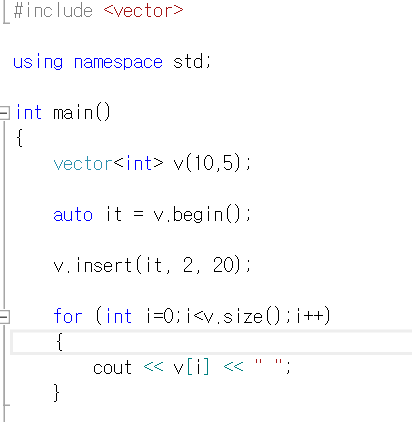 #include <vector>
using namespace std;
int main()
{
vector<int> v(10,5);
auto it = v.begin();
v.insert(it, 2, 20);
for (int i=0;i<v.size();i++)
{
cout << v[i] << " ";
}